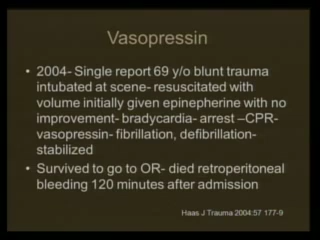 Vasopressin
• 2004- Single report 69 y/o blunt trauma
intubated at scene- resuscitated with
volume initially given epinepherine with no
improvement- bradycardia- arrest –CPR-
vasopressin- fibrillation, defibrillation-
stabilized
• Survived to go to OR- died retroperitoneal
bleeding 120 minutes after admission
Haas J Trauma 2004:57 177-9